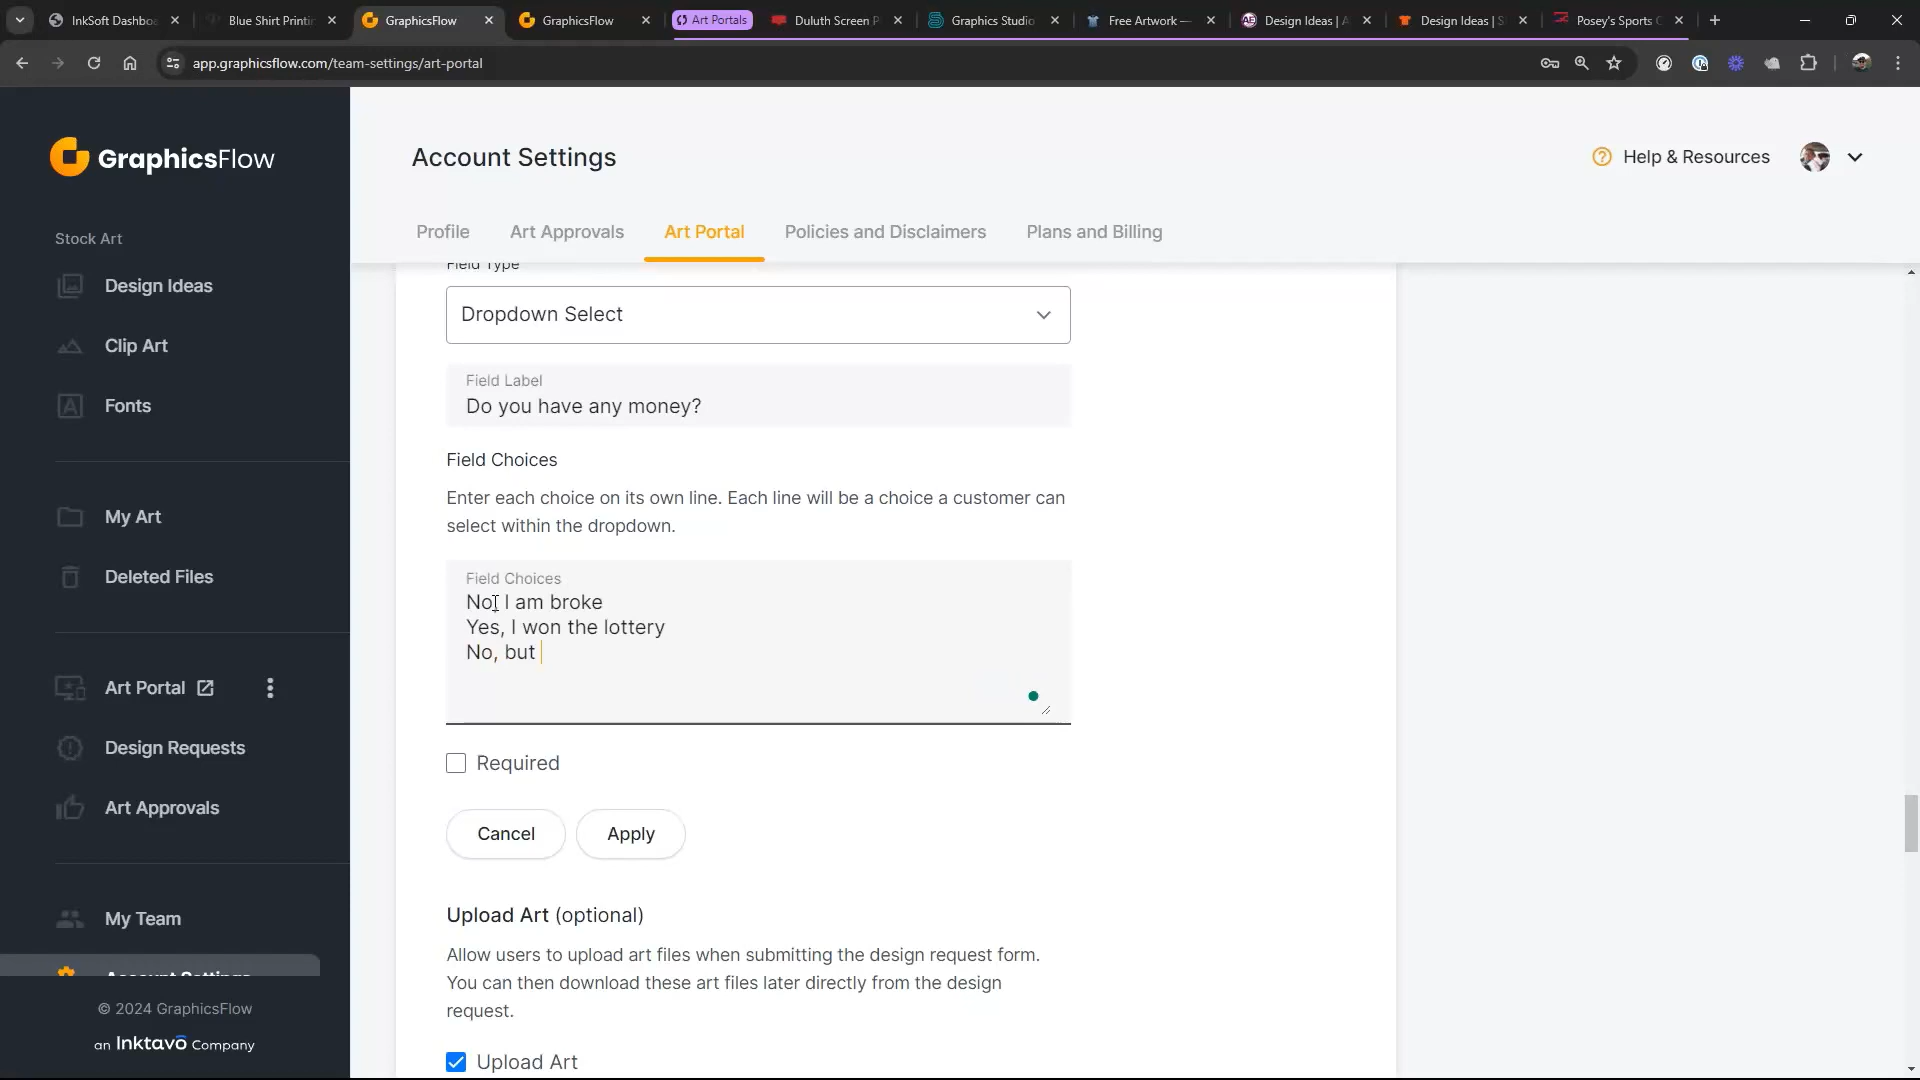 InkSoft Dashbo
Blue Shirt Printi
GraphicsFlow
GraphicsFlow
Art Portals
Duluth Screen P
Graphics Studio
Free Artwork —
Design Ideas | A
Design Ideas | S
Posey's Sports C
app.graphicsflow.com/team-settings/art-portal
GraphicsFlow
Account Settings
Help & Resources
Profile
Art Approvals
Art Portal
Policies and Disclaimers
Plans and Billing
Stock Art
Design Ideas
Clip Art
Fonts
My Art
Deleted Files
Art Portal
Design Requests
Art Approvals
My Team
Account Settings
© 2024 GraphicsFlow
an Inktavo Company
Field Type
Dropdown Select
Field Label
Do you have any money?
Field Choices
Enter each choice on its own line. Each line will be a choice a customer can
select within the dropdown.
Field Choices
No, I am broke
Yes, I won the lottery
No, but
Required
Cancel
Apply
Upload Art (optional)
Allow users to upload art files when submitting the design request form.
You can then download these art files later directly from the design
request.
Upload Art